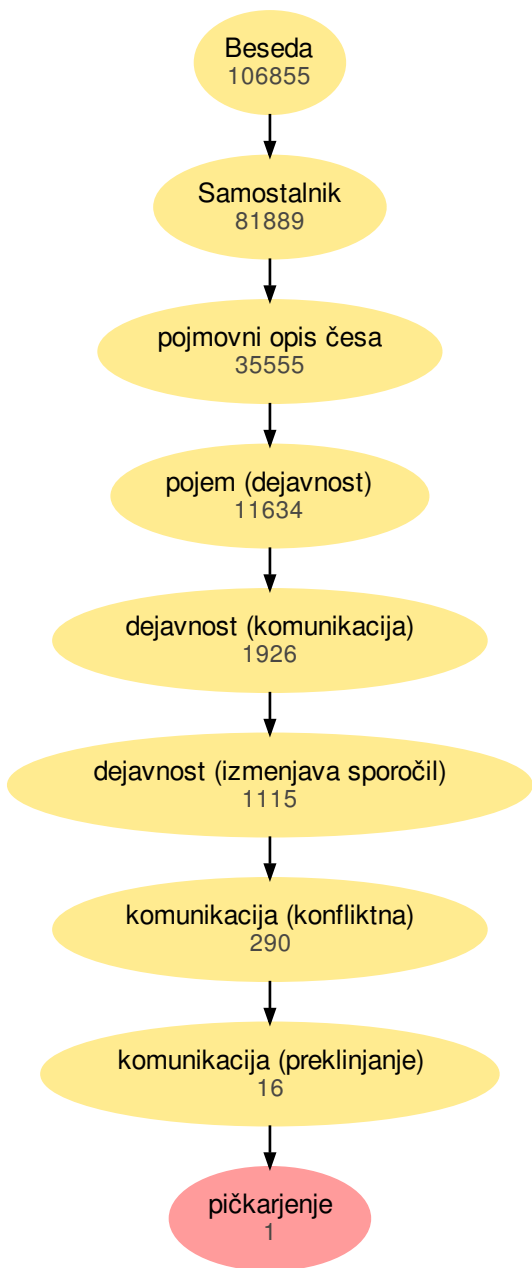 Beseda
106855
Samostalnik
81889
pojmovni opis česa
35555
pojem (dejavnost)
11634
dejavnost (komunikacija)
1926
dejavnost (izmenjava sporočil)
1115
komunikacija (konfliktna)
290
komunikacija (preklinjanje)
16
pičkarjenje
1